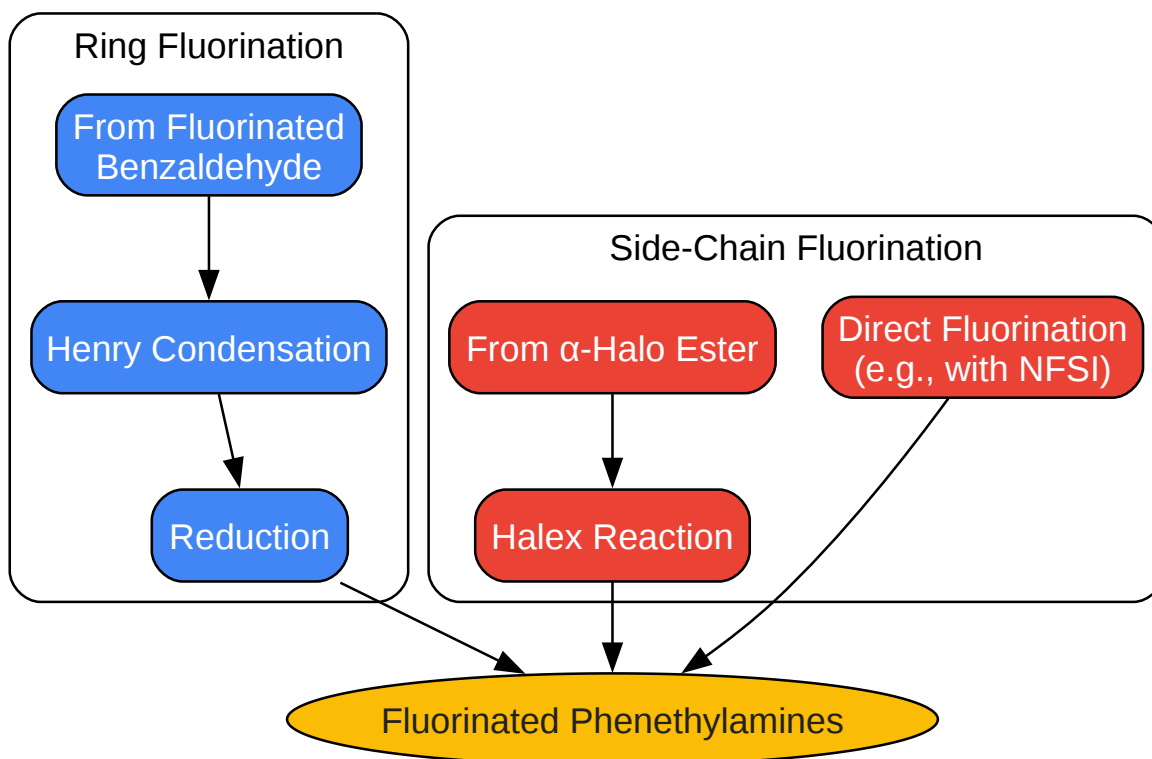 Ring Fluorination
From Fluorinated
Benzaldehyde
Henry Condensation
Reduction
Side-Chain Fluorination
From α-Halo Ester
Halex Reaction
Direct Fluorination
(e.g., with NFSI)
Fluorinated Phenethylamines